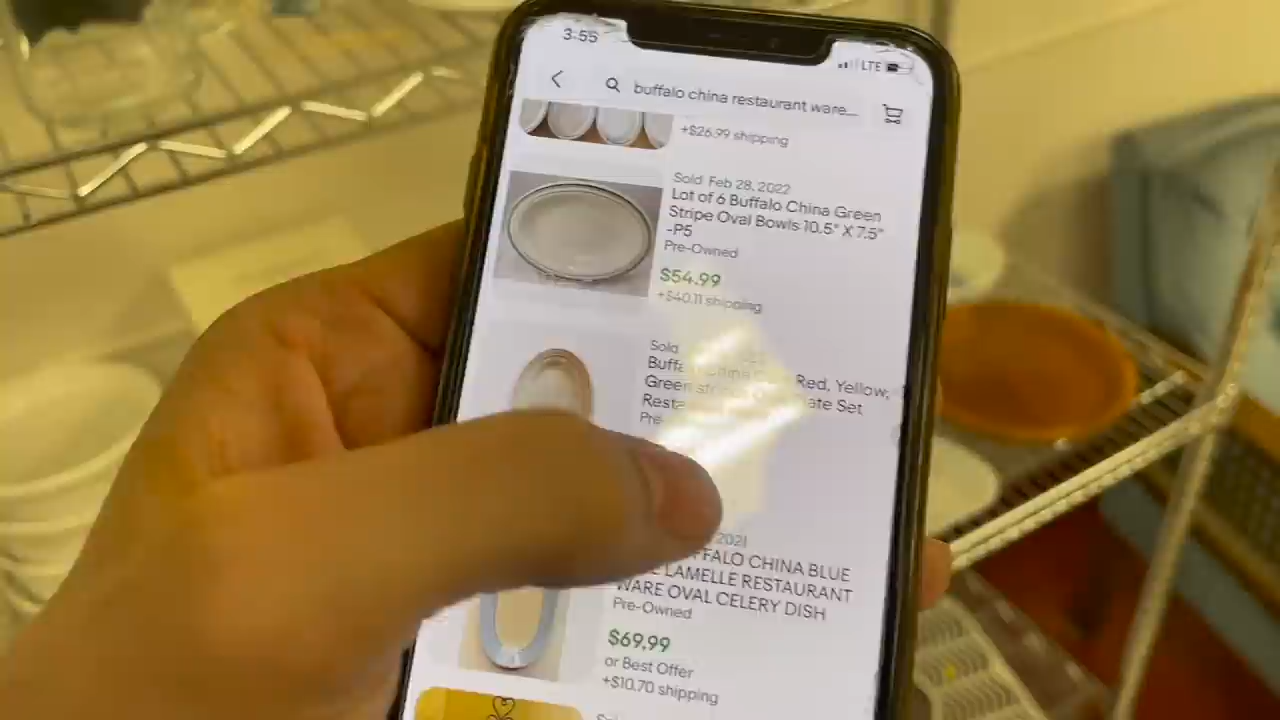 3:55
LTE
buffalo china restaurant ware...
+$26.99 shipping
Sold Feb 28, 2022
Lot of 6 Buffalo China Green
Stripe Oval Bowls 10.5" X 7.5"
-P5
Pre-Owned
$54.99
+$40.11 shipping
Sold
Red, Yellow,
Green
Set
2021
CHINA BLUE
LAMELLE RESTAURANT
WARE OVAL CELERY DISH
Pre-Owned
$69.99
or Best Offer
+$10.70 shipping